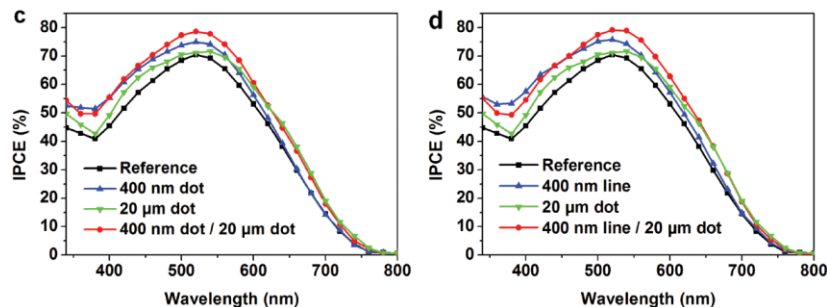 c
IPCE (%)
80
70
60
50
40
30
20
10
0
Reference
400 nm dot
20 µm dot
400 nm dot / 20 µm dot
400 500 600 700 800
Wavelength (nm)
d
IPCE (%)
80
70
60
50
40
30
20
10
0
Reference
400 nm line
20 µm dot
400 nm line / 20 µm dot
400 500 600 700 800
Wavelength (nm)